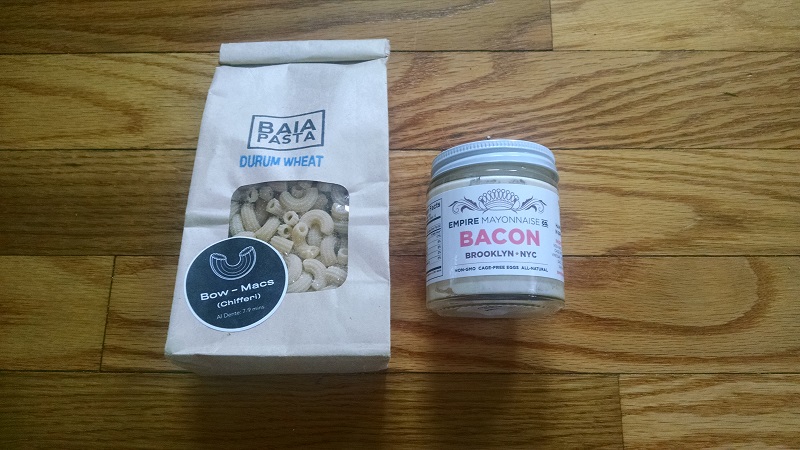 BAIA
PASTA
DURUM WHEAT
Bow - Macs
(Chifferi)
Al Dente: 7-9 mins
Facts
EMPIRE MAYONNAISE CO.
BACON
BROOKLYN • NYC
NON-GMO CAGE-FREE EGGS ALL-NATURAL